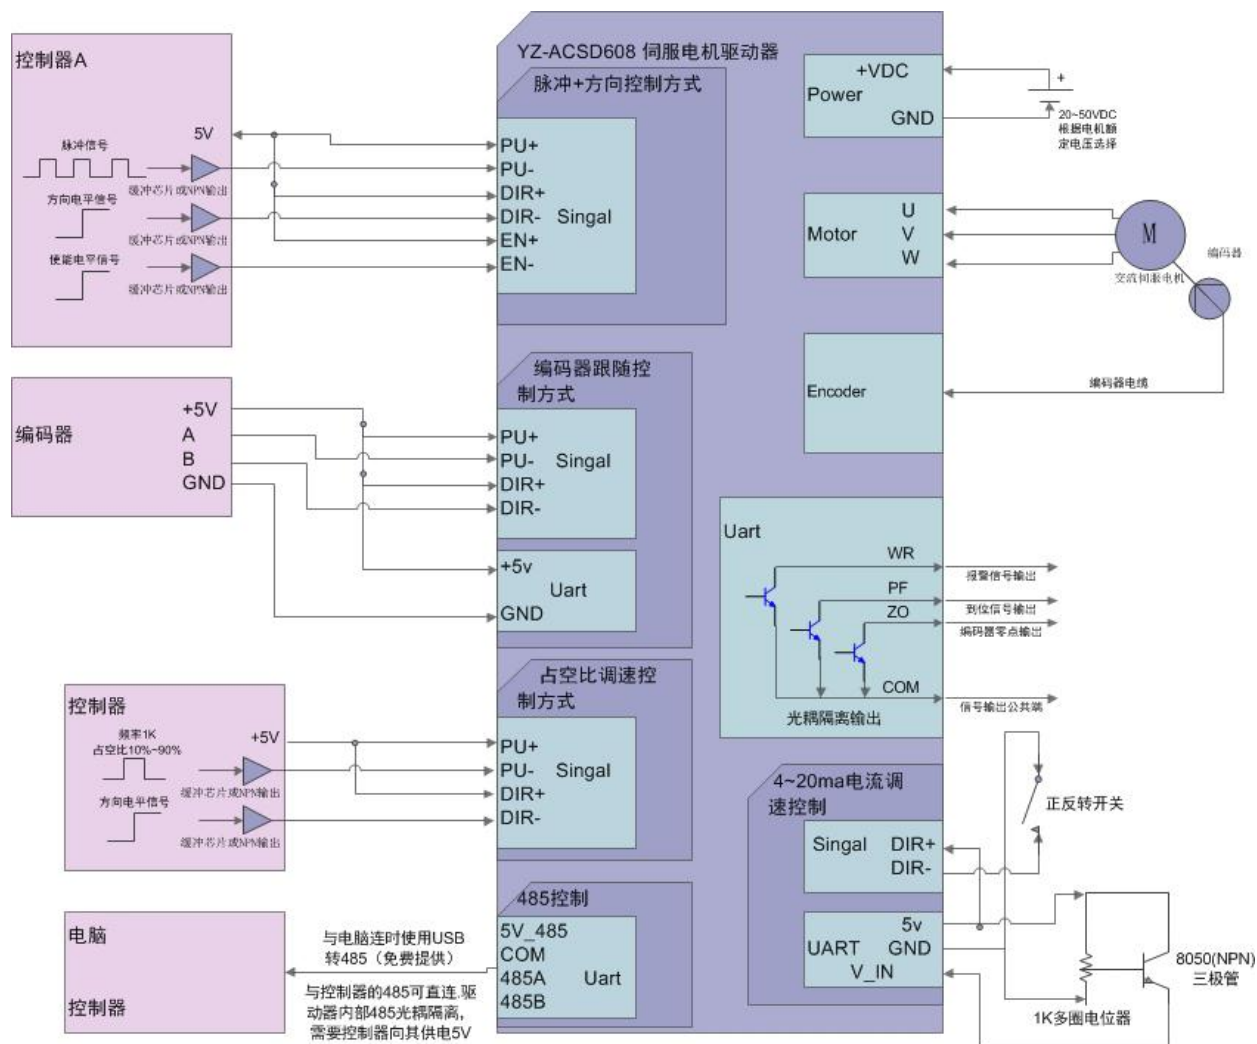 YZ-ACSD608 伺服电机驱动器
控制器A
5V
脉冲信号
缓冲芯片或NPN输出
方向电平信号
缓冲芯片或NPN输出
使能电平信号
缓冲芯片或NPN输出
脉冲+方向控制方式
PU+
PU-
DIR+
DIR-
EN+
EN-
Singal
+VDC
Power
GND
+
20~50VDC
根据电机额
定电压选择
U
Motor
V
W
M
交流伺服电机
编码器
Encoder
编码器电缆
编码器
+5V
A
B
GND
编码器跟随控
制方式
PU+
PU-
DIR+
DIR-
Singal
+5v
Uart
GND
Uart
WR
报警信号输出
PF
到位信号输出
ZO
编码器零点输出
COM
信号输出公共端
光耦隔离输出
控制器
频率1K
占空比10%~90%
+5V
缓冲芯片或NPN输出
方向电平信号
缓冲芯片或NPN输出
占空比调速控
制方式
PU+
PU-
DIR+
DIR-
Singal
4~20ma电流调
速控制
Singal
DIR+
DIR-
正反转开关
5v
UART
GND
V_IN
8050(NPN)
三极管
1K多圈电位器
电脑
控制器
与电脑连时使用USB
转485（免费提供）
与控制器的485可直连.驱
动器内部485光耦隔离，
需要控制器向其供电5V
485控制
5V_485
COM
485A
485B
Uart